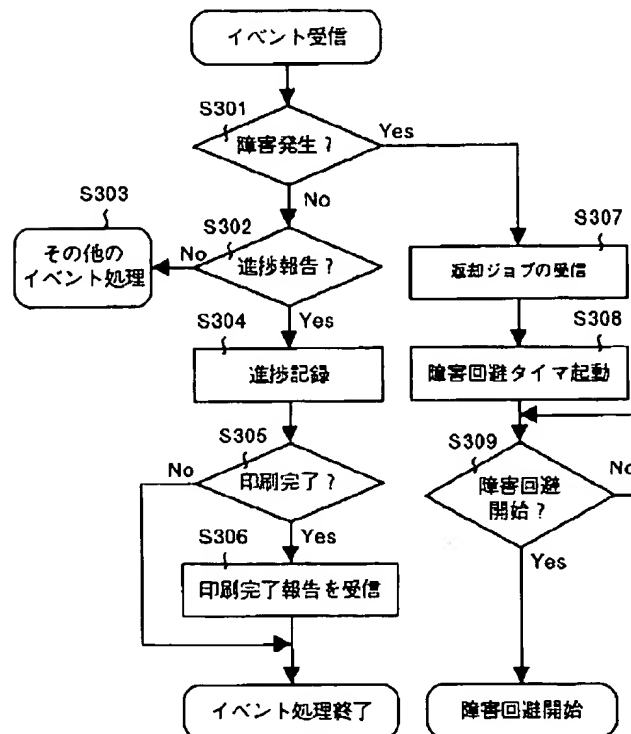 イベント受信
S301
障害発生？
Yes
No
S303
その他の
イベント処理
S302
進捗報告？
No
Yes
S304
進捗記録
S305
印刷完了？
No
Yes
S306
印刷完了報告を受信
イベント処理終了
S307
返却ジョブの受信
S308
障害回避タイマ起動
S309
障害回避
開始？
No
Yes
障害回避開始